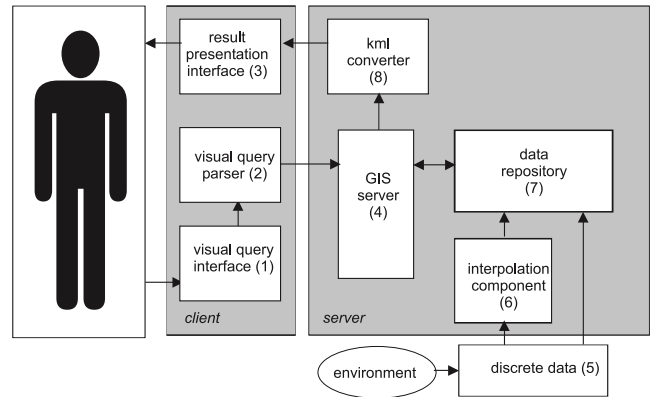 result
presentation
interface (3)
kml
converter
(8)
visual query
parser (2)
GIS
server
(4)
data
repository
(7)
visual query
interface (1)
interpolation
component
(6)
client
server
environment
discrete data (5)